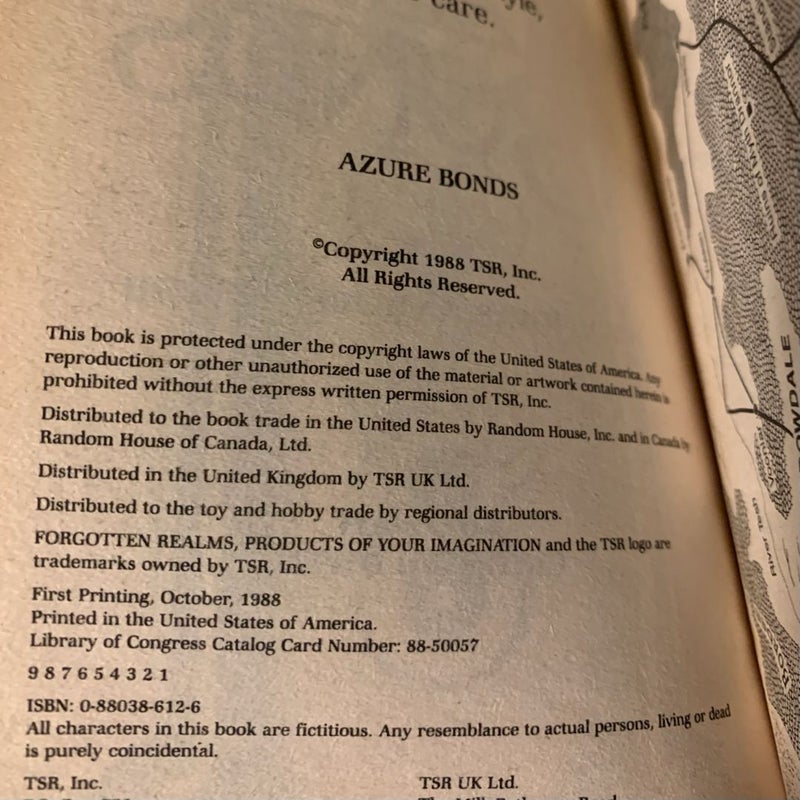 care.
AZURE BONDS
©Copyright 1988 TSR, Inc.
All Rights Reserved.
This book is protected under the copyright laws of the United States of America. Any
reproduction or other unauthorized use of the material or artwork contained herein is
prohibited without the express written permission of TSR, Inc.
Distributed to the book trade in the United States by Random House, Inc. and in Canada by
Random House of Canada, Ltd.
Distributed in the United Kingdom by TSR UK Ltd.
Distributed to the toy and hobby trade by regional distributors.
FORGOTTEN REALMS, PRODUCTS OF YOUR IMAGINATION and the TSR logo are
trademarks owned by TSR, Inc.
First Printing, October, 1988
Printed in the United States of America.
Library of Congress Catalog Card Number: 88-50057
9 8 7 6 5 4 3 2 1
ISBN: 0-88038-612-6
All characters in this book are fictitious. Any resemblance to actual persons, living or dead
is purely coincidental.
TSR, Inc.
TSR UK Ltd.
River Tesh